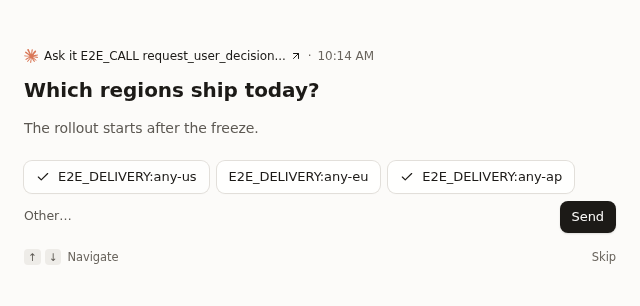 Ask it E2E_CALL request_user_decision... ↗ · 10:14 AM
Which regions ship today?
The rollout starts after the freeze.
✓ E2E_DELIVERY:any-us E2E_DELIVERY:any-eu ✓ E2E_DELIVERY:any-ap
Other… Send
↑ ↓ Navigate Skip